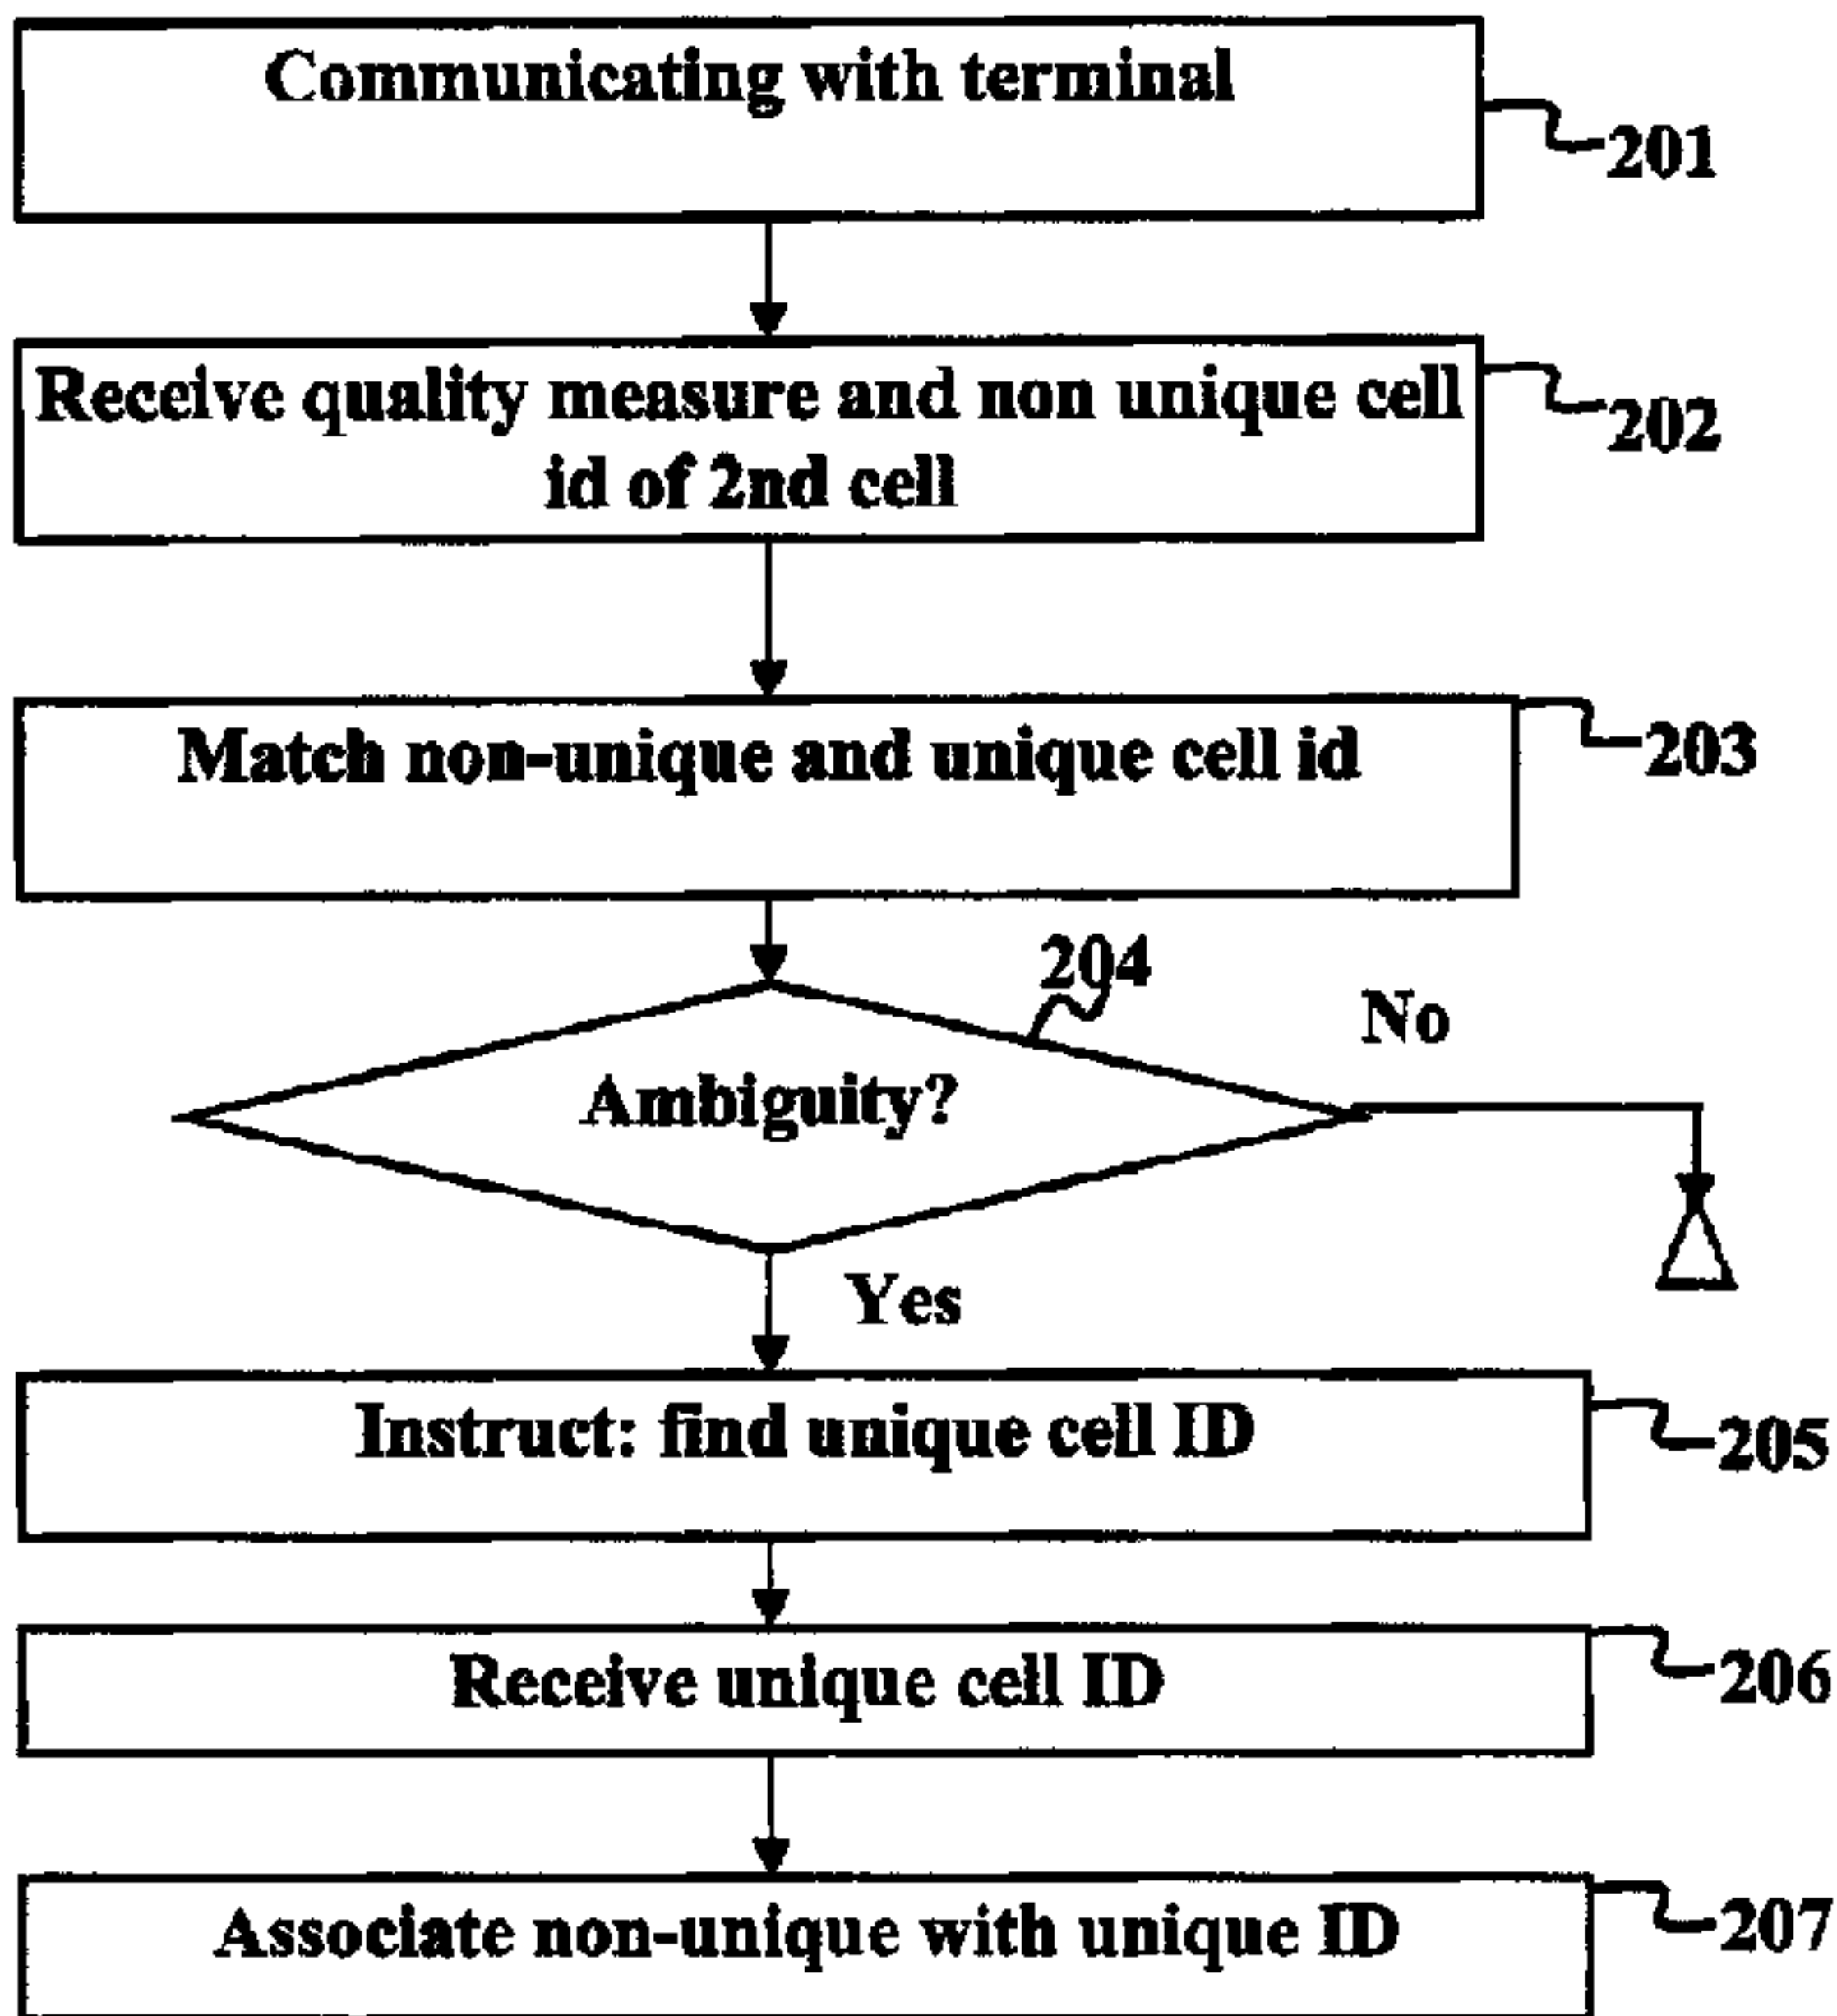 Communicating with terminal
201
Receive quality measure and non unique cell
id of 2nd cell
202
Match non-unique and unique cell id
203
204
No
Ambiguity?
Yes
Instruct: find unique cell ID
205
Receive unique cell ID
206
Associate non-unique with unique ID
207